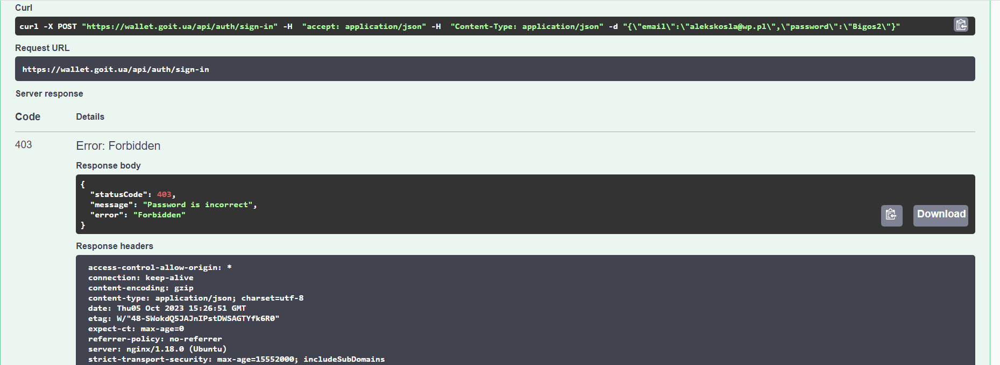 Curl
curl -X POST "https://wallet.goit.ua/api/auth/sign-in" -H  "accept: application/json" -H  "Content-Type: application/json" -d "{\"email\":\"alekskosla@wp.pl\",\"password\":\"Bigos2\"}"
Request URL
https://wallet.goit.ua/api/auth/sign-in
Server response
Code Details
403 Error: Forbidden
Response body
{
  "statusCode": 403,
  "message": "Password is incorrect",
  "error": "Forbidden"
}
Download
Response headers
access-control-allow-origin: *
connection: keep-alive
content-encoding: gzip
content-type: application/json; charset=utf-8
date: Thu05 Oct 2023 15:26:51 GMT
etag: W/"48-SWokdQ5JAJnIPstDWSAGTYfk6R0"
expect-ct: max-age=0
referrer-policy: no-referrer
server: nginx/1.18.0 (Ubuntu)
strict-transport-security: max-age=15552000; includeSubDomains